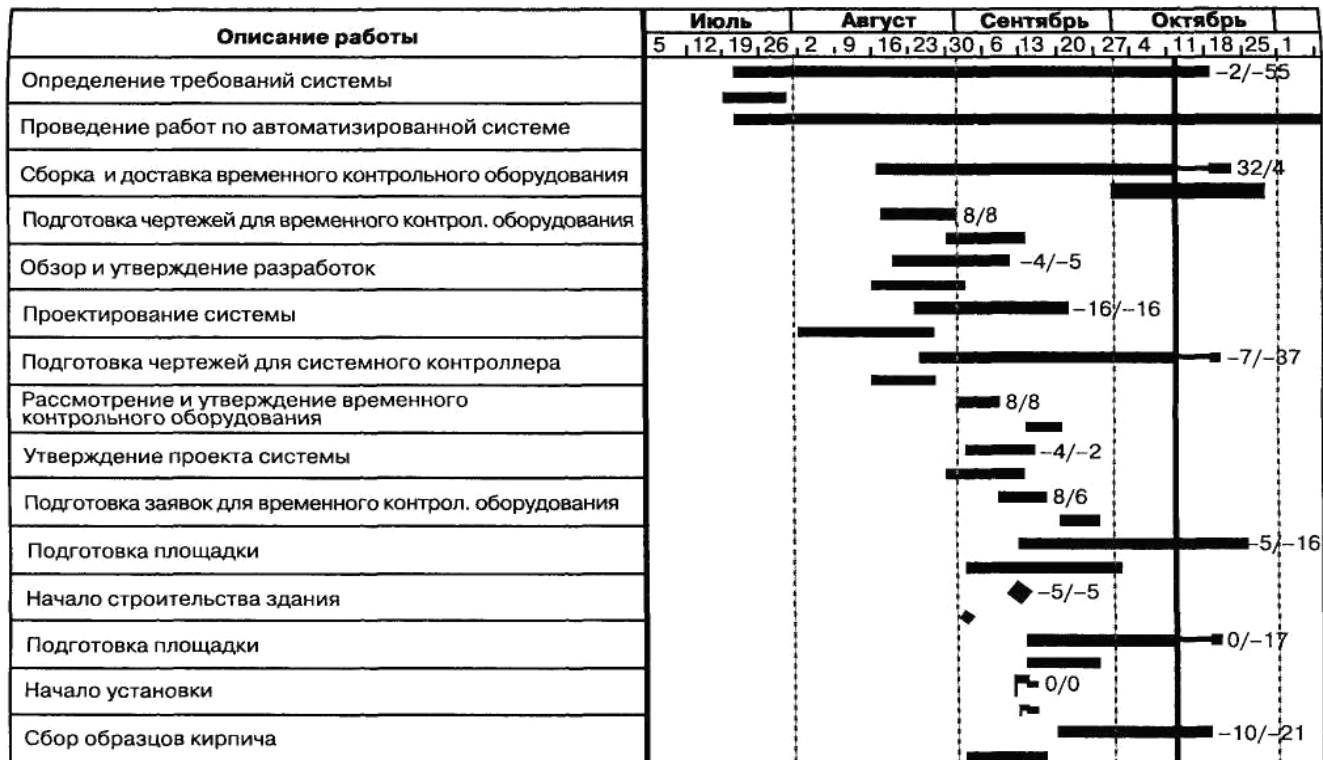 Описание работы
Июль Август Сентябрь Октябрь
5 12 19 26 2 9 16 23 30 6 13 20 27 4 11 18 25 1
Определение требований системы -2/-55
Проведение работ по автоматизированной системе
Сборка и доставка временного контрольного оборудования 32/4
Подготовка чертежей для временного контрол. оборудования 8/8
Обзор и утверждение разработок -4/-5
Проектирование системы -16/-16
Подготовка чертежей для системного контроллера -7/-37
Рассмотрение и утверждение временного
контрольного оборудования 8/8
Утверждение проекта системы -4/-2
Подготовка заявок для временного контрол. оборудования 8/6
Подготовка площадки -5/-16
Начало строительства здания -5/-5
Подготовка площадки 0/-17
Начало установки 0/0
Сбор образцов кирпича -10/-21